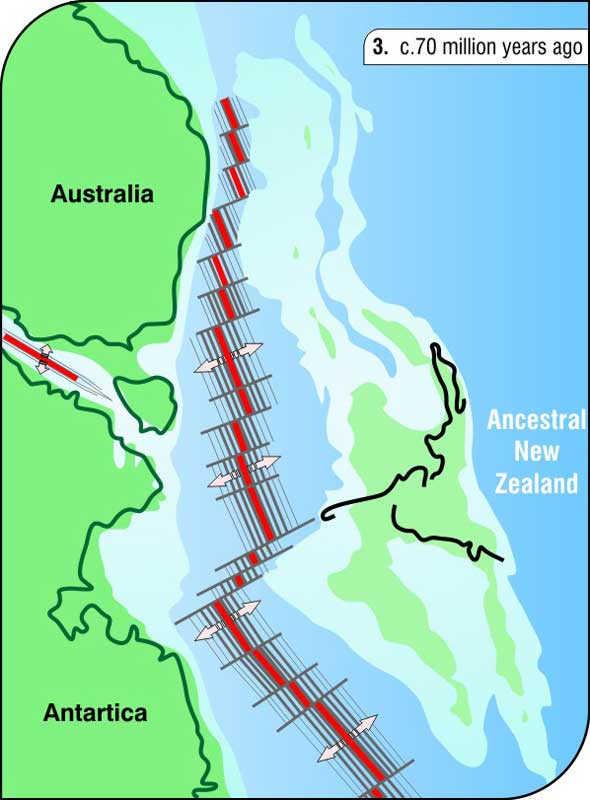 3. c.70 million years ago
Australia
Ancestral
New
Zealand
Antartica